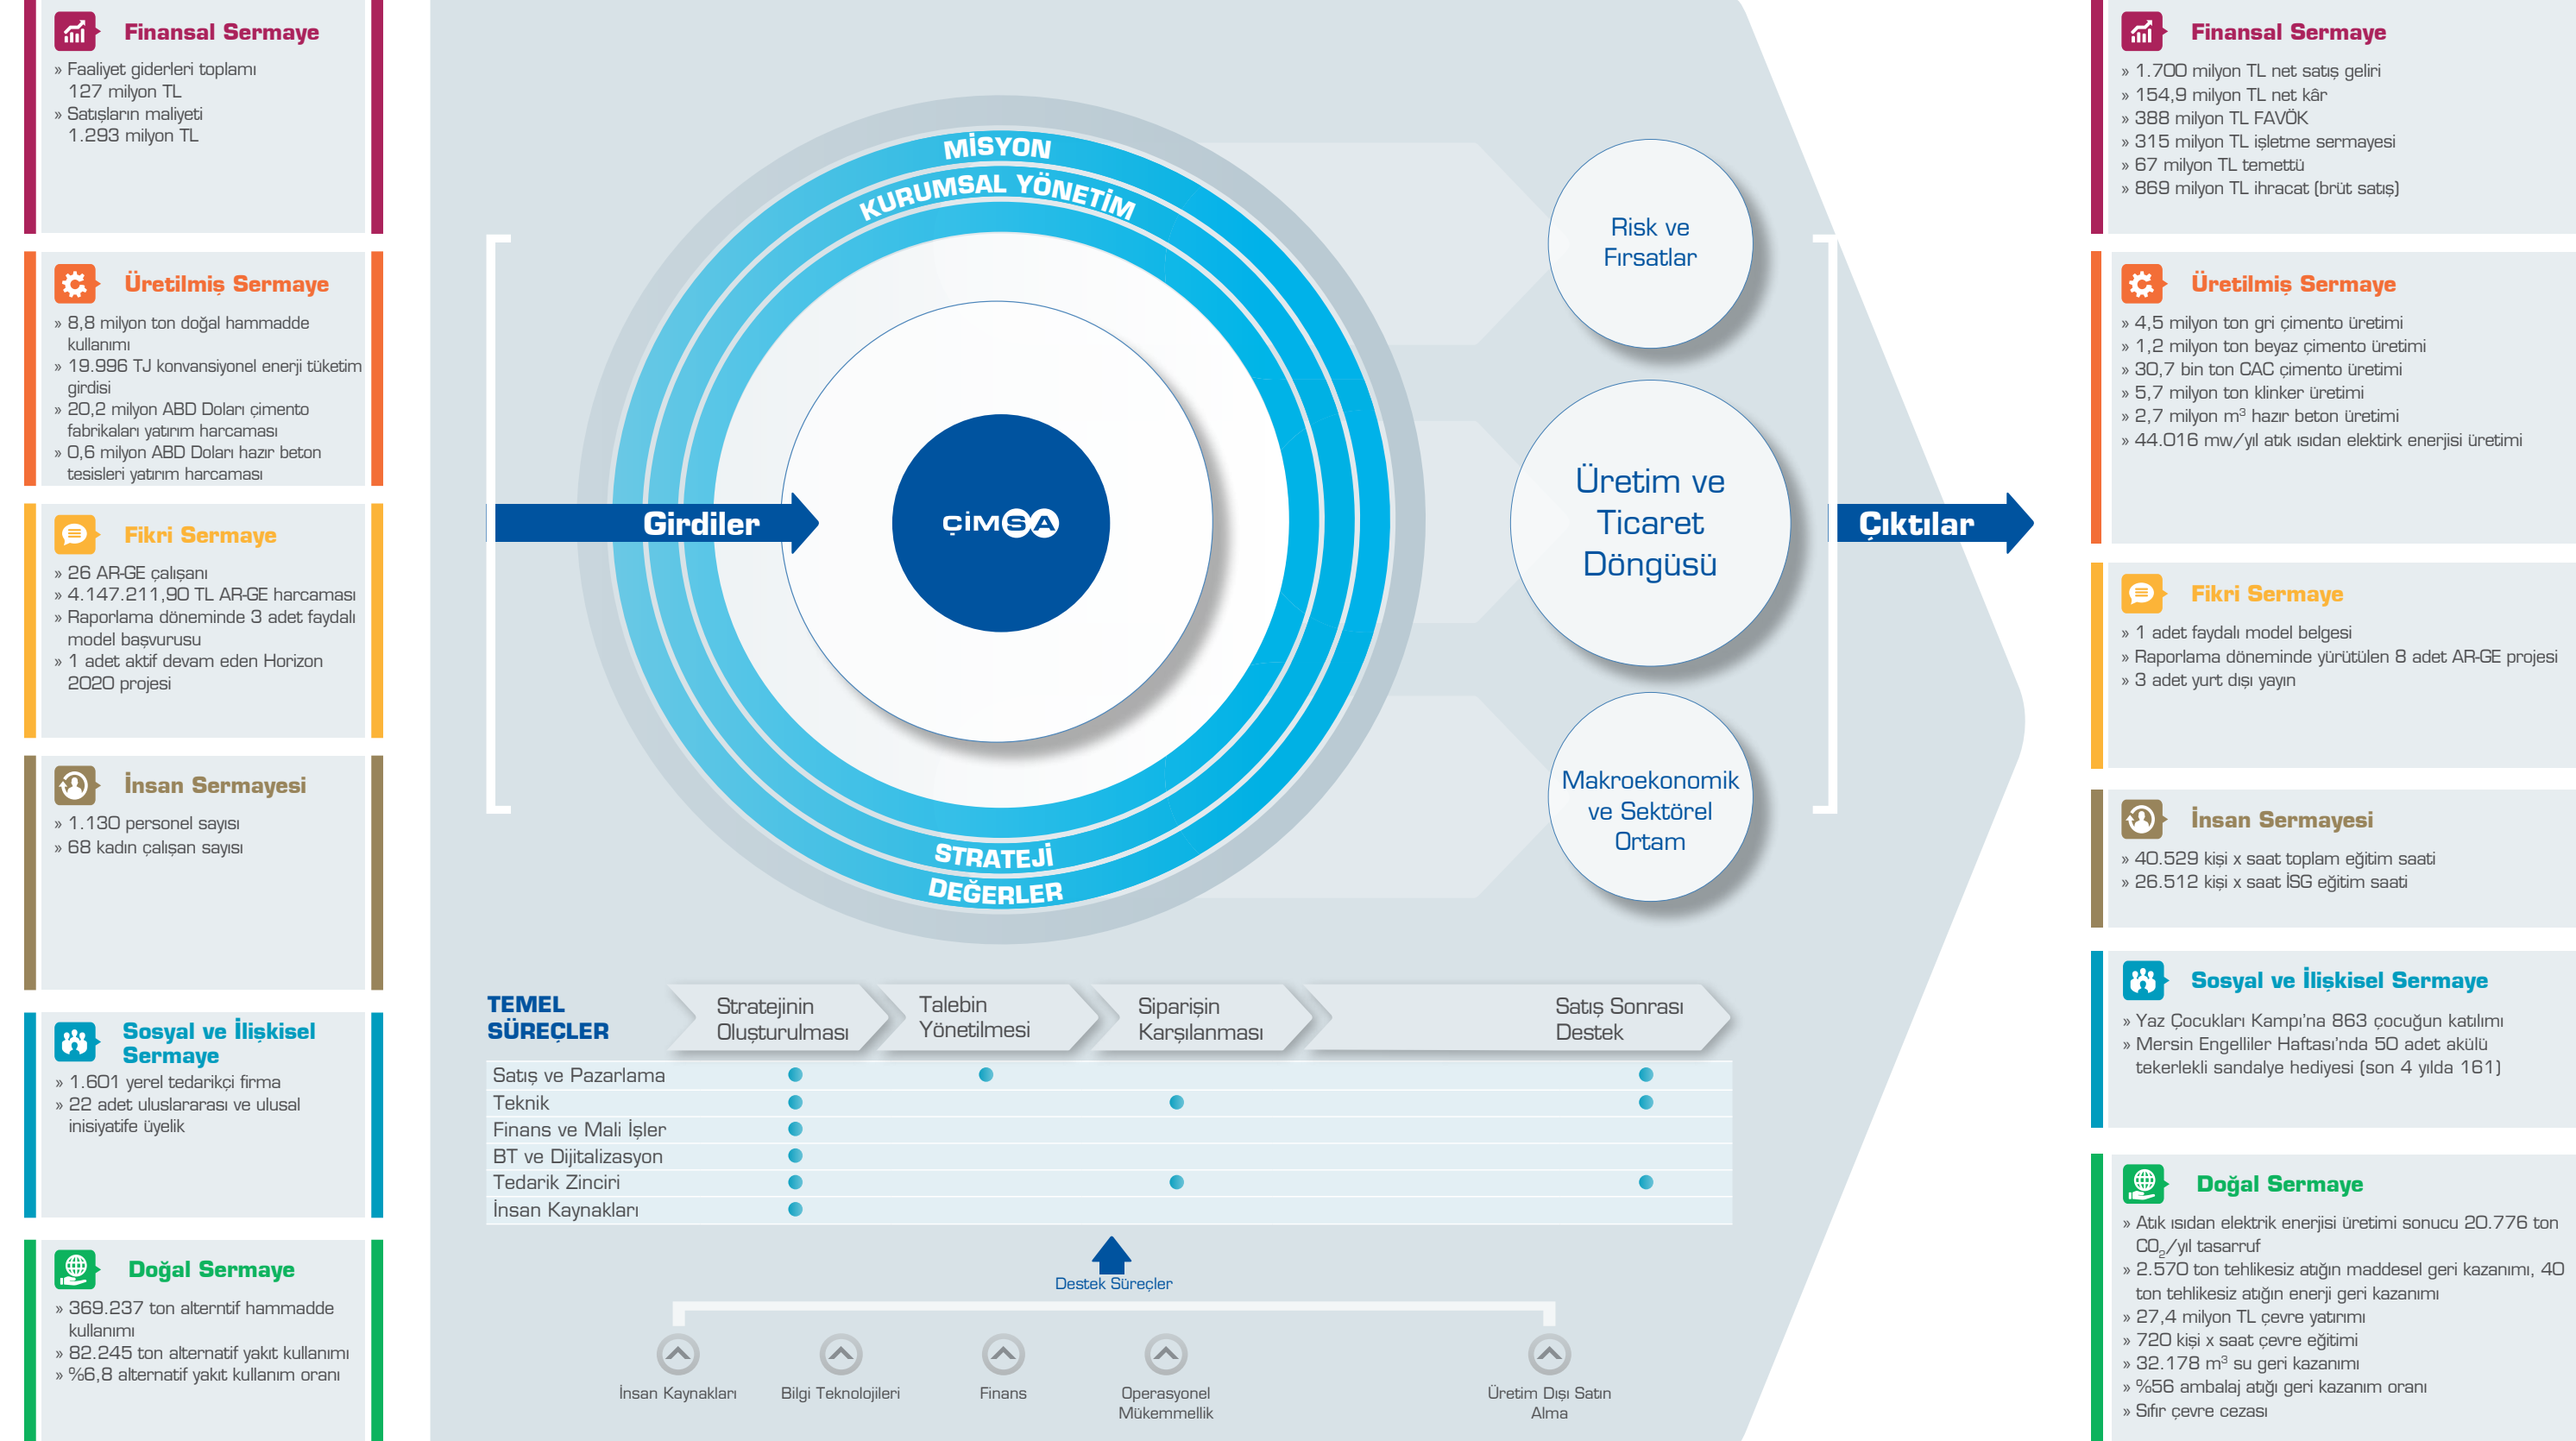 Finansal Sermaye
» Faaliyet giderleri toplamı
127 milyon TL
» Satışların maliyeti
1.293 milyon TL
Üretilmiş Sermaye
» 8,8 milyon ton doğal hammadde
kullanımı
» 19.996 TJ konvansiyonel enerji tüketim
girdisi
» 20,2 milyon ABD Doları çimento
fabrikaları yatırım harcaması
» 0,6 milyon ABD Doları hazır beton
tesisleri yatırım harcaması
Fikri Sermaye
» 26 AR-GE çalışanı
» 4.147.211,90 TL AR-GE harcaması
» Raporlama döneminde 3 adet faydalı
model başvurusu
» 1 adet aktif devam eden Horizon
2020 projesi
İnsan Sermayesi
» 1.130 personel sayısı
» 68 kadın çalışan sayısı
Sosyal ve İlişkisel
Sermaye
» 1.601 yerel tedarikçi firma
» 22 adet uluslararası ve ulusal
inisiyatife üyelik
Doğal Sermaye
» 369.237 ton alterntif hammadde
kullanımı
» 82.245 ton alternatif yakıt kullanımı
» %6,8 alternatif yakıt kullanım oranı
MİSYON
KURUMSAL YÖNETİM
Girdiler
ÇİMSA
STRATEJİ
DEĞERLER
Risk ve
Fırsatlar
Üretim ve
Ticaret
Döngüsü
Makroekonomik
ve Sektörel
Ortam
Çıktılar
TEMEL
SÜREÇLER
Stratejinin
Oluşturulması
Talebin
Yönetilmesi
Siparişin
Karşılanması
Satış Sonrası
Destek
Satış ve Pazarlama
Teknik
Finans ve Mali İşler
BT ve Dijitalizasyon
Tedarik Zinciri
İnsan Kaynakları
Destek Süreçler
İnsan Kaynakları
Bilgi Teknolojileri
Finans
Operasyonel
Mükemmellik
Üretim Dışı Satın
Alma
Finansal Sermaye
» 1.700 milyon TL net satış geliri
» 154,9 milyon TL net kâr
» 388 milyon TL FAVÖK
» 315 milyon TL işletme sermayesi
» 67 milyon TL temettü
» 869 milyon TL ihracat (brüt satış)
Üretilmiş Sermaye
» 4,5 milyon ton gri çimento üretimi
» 1,2 milyon ton beyaz çimento üretimi
» 30,7 bin ton CAC çimento üretimi
» 5,7 milyon ton klinker üretimi
» 2,7 milyon m³ hazır beton üretimi
» 44.016 mw/yıl atık ısıdan elektirk enerjisi üretimi
Fikri Sermaye
» 1 adet faydalı model belgesi
» Raporlama döneminde yürütülen 8 adet AR-GE projesi
» 3 adet yurt dışı yayın
İnsan Sermayesi
» 40.529 kişi x saat toplam eğitim saati
» 26.512 kişi x saat İSG eğitim saati
Sosyal ve İlişkisel Sermaye
» Yaz Çocukları Kampı'na 863 çocuğun katılımı
» Mersin Engelliler Haftası'nda 50 adet akülü
tekerlekli sandalye hediyesi (son 4 yılda 161)
Doğal Sermaye
» Atık ısıdan elektrik enerjisi üretimi sonucu 20.776 ton
CO₂/yıl tasarruf
» 2.570 ton tehlikesiz atığın maddesel geri kazanımı, 40
ton tehlikesiz atığın enerji geri kazanımı
» 27,4 milyon TL çevre yatırımı
» 720 kişi x saat çevre eğitimi
» 32.178 m³ su geri kazanımı
» %56 ambalaj atığı geri kazanım oranı
» Sıfır çevre cezası